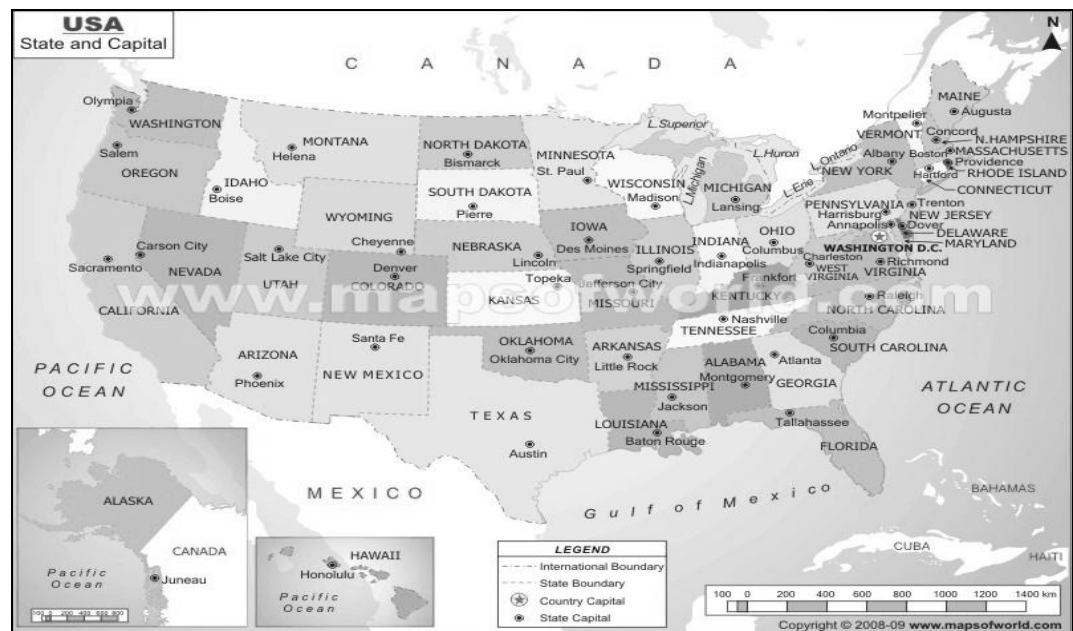 USA
State and Capital
N
C A N A D A
Olympia
WASHINGTON
Salem
OREGON
MONTANA
Helena
IDAHO
Boise
NORTH DAKOTA
Bismarck
SOUTH DAKOTA
Pierre
MINNESOTA
St. Paul
WISCONSIN
Madison
L.Superior
L.Michigan
L.Huron
L.Ontario
L.Erie
MICHIGAN
Lansing
MAINE
Augusta
Montpelier
VERMONT
Concord
N.HAMPSHIRE
Albany
Boston
MASSACHUSETTS
NEW YORK
Providence
RHODE ISLAND
Hartford
CONNECTICUT
PENNSYLVANIA
Harrisburg
Trenton
NEW JERSEY
Annapolis
Dover
DELAWARE
MARYLAND
WASHINGTON D.C.
WYOMING
Cheyenne
Carson City
Sacramento
NEVADA
Salt Lake City
UTAH
CALIFORNIA
Denver
COLORADO
NEBRASKA
Lincoln
IOWA
Des Moines
ILLINOIS
Springfield
INDIANA
Indianapolis
OHIO
Columbus
Charleston
WEST
VIRGINIA
Richmond
VIRGINIA
Topeka
KANSAS
Jefferson City
MISSOURI
Frankfort
KENTUCKY
Raleigh
NORTH CAROLINA
www.mapsofworld.com
Nashville
TENNESSEE
Columbia
SOUTH CAROLINA
ARIZONA
Phoenix
Santa Fe
NEW MEXICO
OKLAHOMA
Oklahoma City
ARKANSAS
Little Rock
ALABAMA
Montgomery
Atlanta
GEORGIA
MISSISSIPPI
Jackson
TEXAS
Austin
LOUISIANA
Baton Rouge
Tallahassee
FLORIDA
PACIFIC
OCEAN
ATLANTIC
OCEAN
MEXICO
Gulf of Mexico
BAHAMAS
CUBA
HAITI
ALASKA
CANADA
Juneau
Pacific
Ocean
100 0 200 400 600 800
HAWAII
Honolulu
Pacific
Ocean
LEGEND
International Boundary
State Boundary
Country Capital
State Capital
100 0 200 400 600 800 1000 1200 1400 km
Copyright © 2008-09 www.mapsofworld.com